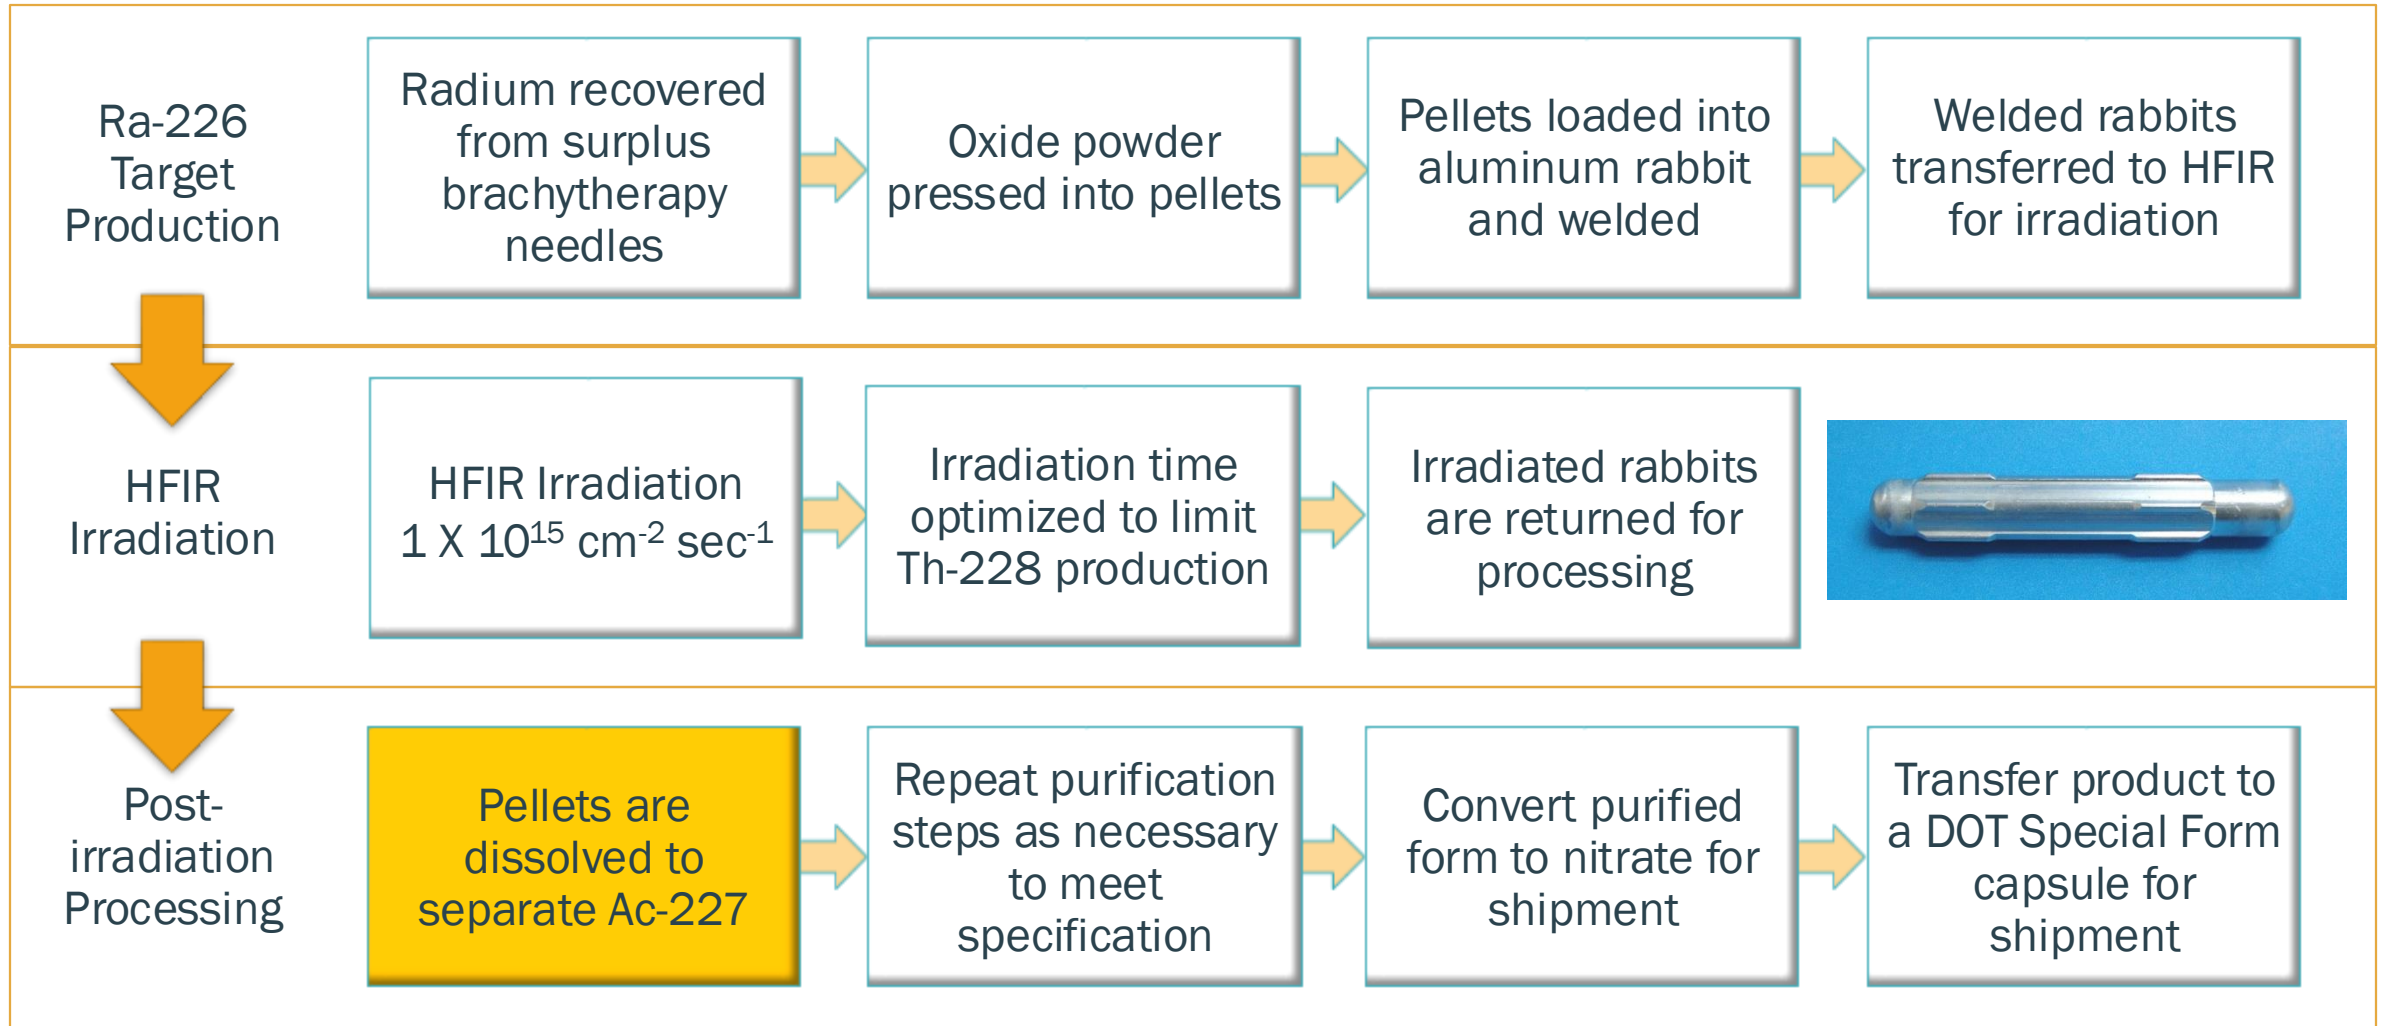 Ra-226
Target
Production
Radium recovered
from surplus
brachytherapy
needles
Oxide powder
pressed into pellets
Pellets loaded into
aluminum rabbit
and welded
Welded rabbits
transferred to HFIR
for irradiation
HFIR
Irradiation
HFIR Irradiation
1 X 10¹⁵ cm⁻² sec⁻¹
Irradiation time
optimized to limit
Th-228 production
Irradiated rabbits
are returned for
processing
Post-
irradiation
Processing
Pellets are
dissolved to
separate Ac-227
Repeat purification
steps as necessary
to meet
specification
Convert purified
form to nitrate for
shipment
Transfer product to
a DOT Special Form
capsule for
shipment